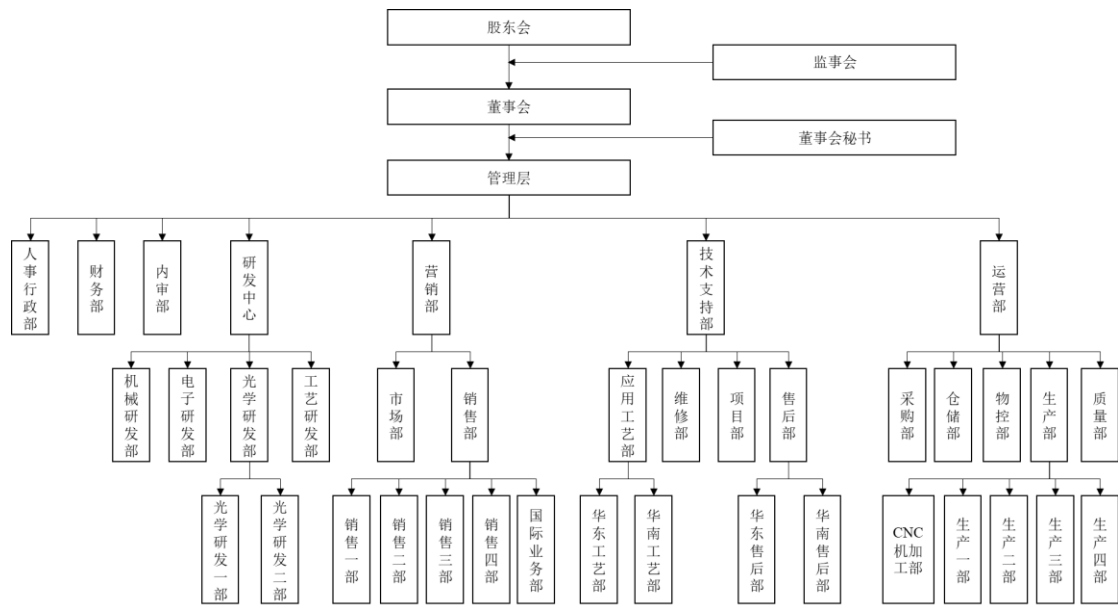 股东会
监事会
董事会
董事会秘书
管理层
人事行政部
财务部
内审部
研发中心
营销部
技术支持部
运营部
机械研发部
电子研发部
光学研发部
工艺研发部
市场部
销售部
应用工艺部
维修部
项目部
售后部
采购部
仓储部
物控部
生产部
质量部
光学研发一部
光学研发二部
销售一部
销售二部
销售三部
销售四部
国际业务部
华东工艺部
华南工艺部
华东售后部
华南售后部
CNC
机加
工部
生产一部
生产二部
生产三部
生产四部